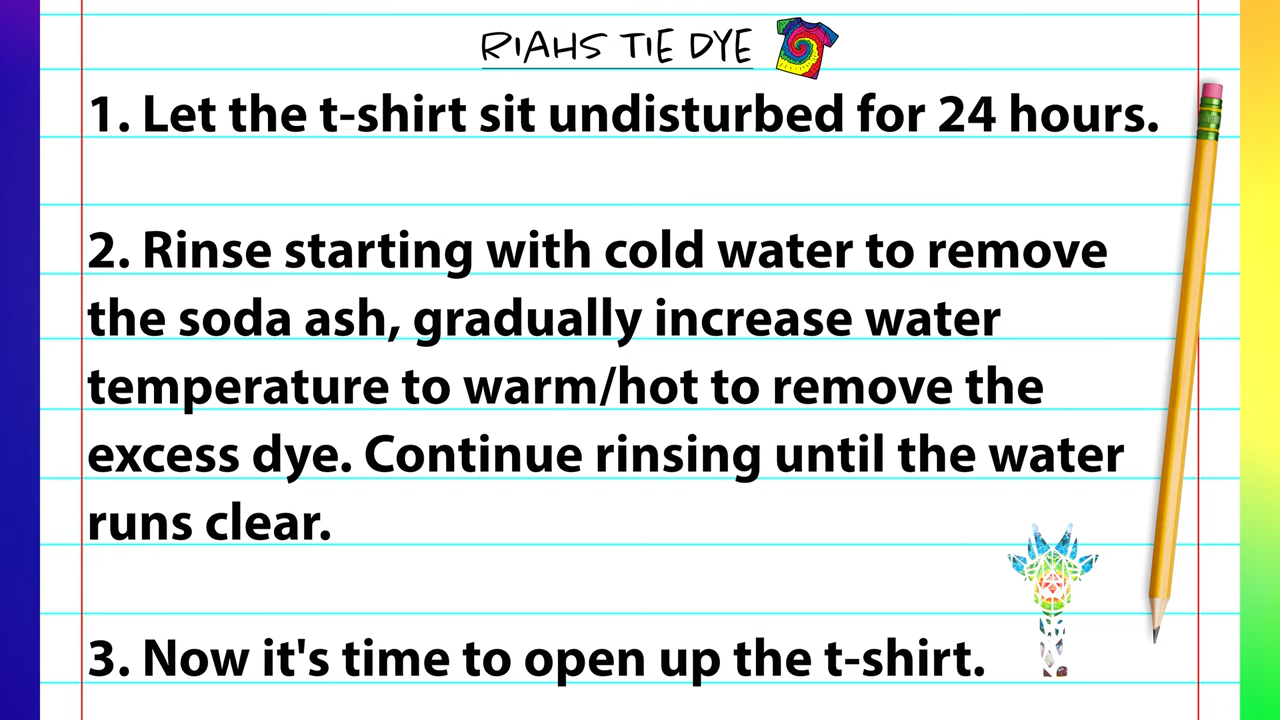 RIAHS TIE DYE
1. Let the t-shirt sit undisturbed for 24 hours.
2. Rinse starting with cold water to remove
the soda ash, gradually increase water
temperature to warm/hot to remove the
excess dye. Continue rinsing until the water
runs clear.
3. Now it's time to open up the t-shirt.